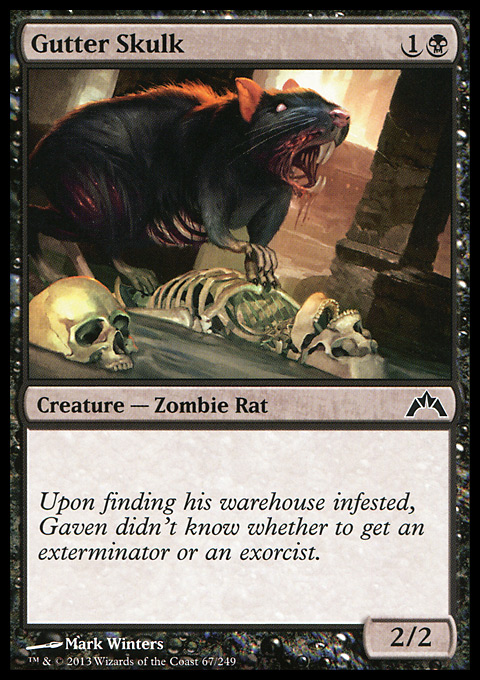 Gutter Skulk 1
Creature — Zombie Rat
Upon finding his warehouse infested,
Gaven didn't know whether to get an
exterminator or an exorcist.
2/2
Mark Winters
™ & © 2013 Wizards of the Coast 67/249